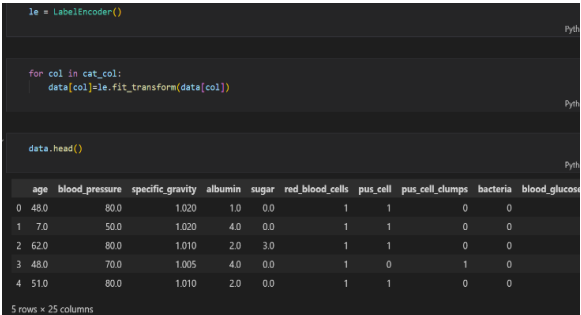 le = LabelEncoder()
Pyth
for col in cat_col:
data[col]=le.fit_transform(data[col])
Pyth
data.head()
Pyth
age blood_pressure specific_gravity albumin sugar red_blood_cells pus_cell pus_cell_clumps bacteria blood_glucose
0 48.0 80.0 1.020 1.0 0.0 1 1 0 0
1 7.0 50.0 1.020 4.0 0.0 1 1 0 0
2 62.0 80.0 1.010 2.0 3.0 1 1 0 0
3 48.0 70.0 1.005 4.0 0.0 1 0 1 0
4 51.0 80.0 1.010 2.0 0.0 1 1 0 0
5 rows × 25 columns